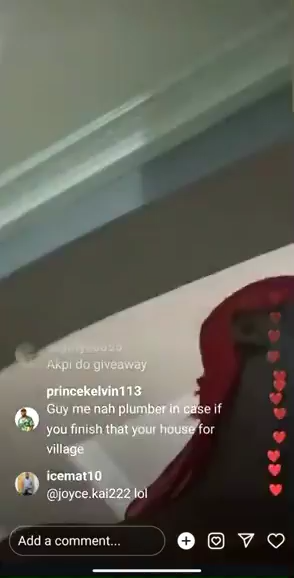 Akpi do giveaway
princekelvin113
Guy me nah plumber in case if
you finish that your house for
village
icemat10
@joyce.kai222 lol
Add a comment...